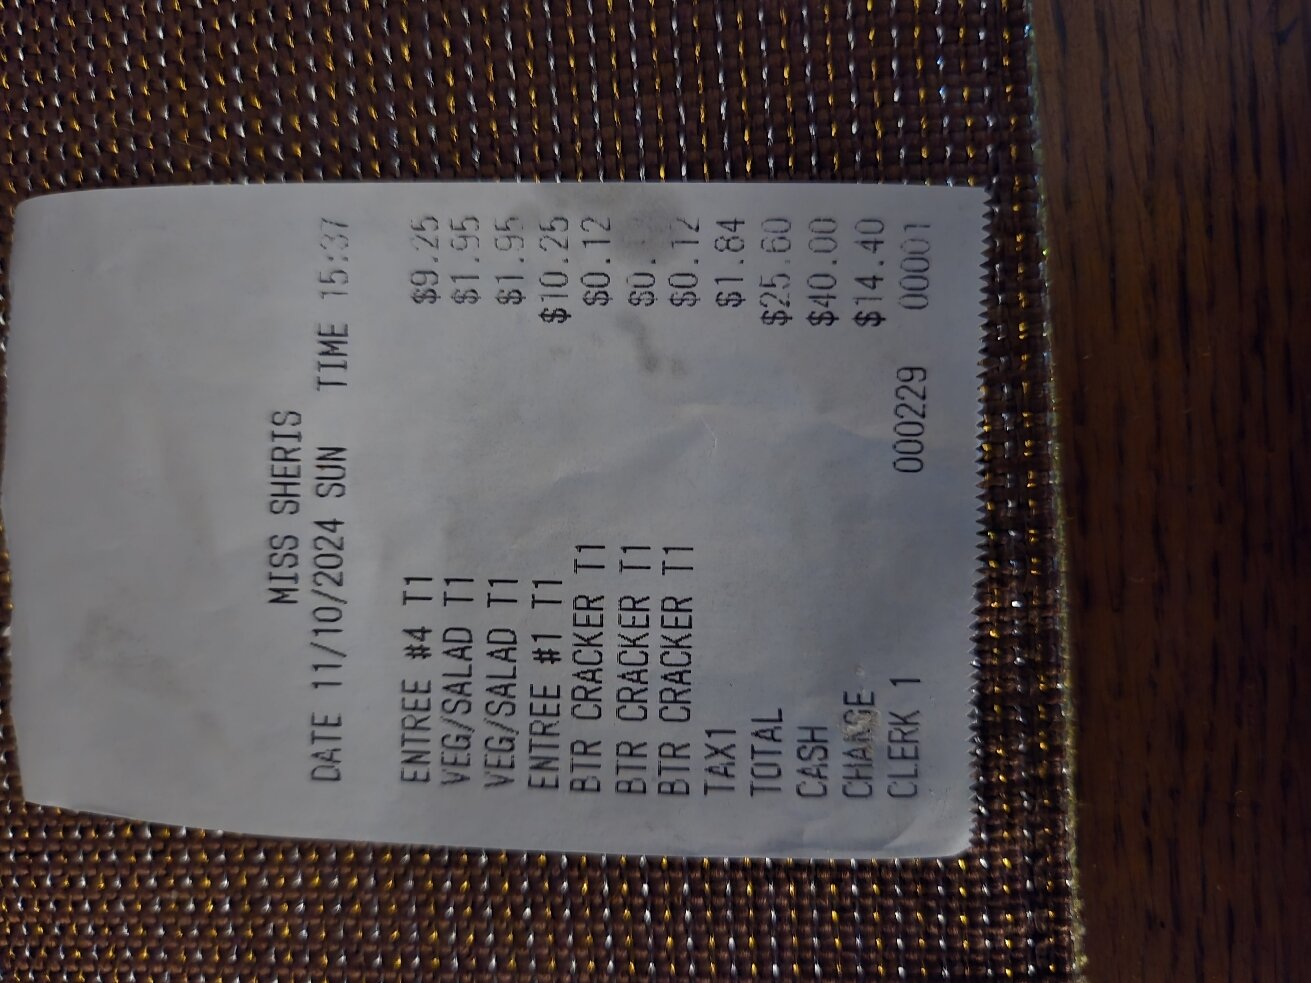 MISS SHERIS
DATE 11/10/2024 SUN TIME 15:37
ENTREE #4 T1 $9.25
VEG/SALAD T1 $1.95
VEG/SALAD T1 $1.95
ENTREE #1 T1 $10.25
BTR CRACKER T1 $0.12
BTR CRACKER T1 $0.
BTR CRACKER T1 $0.12
TAX1 $1.84
TOTAL $25.60
CASH $40.00
CHANGE $14.40
CLERK 1 000229 00001